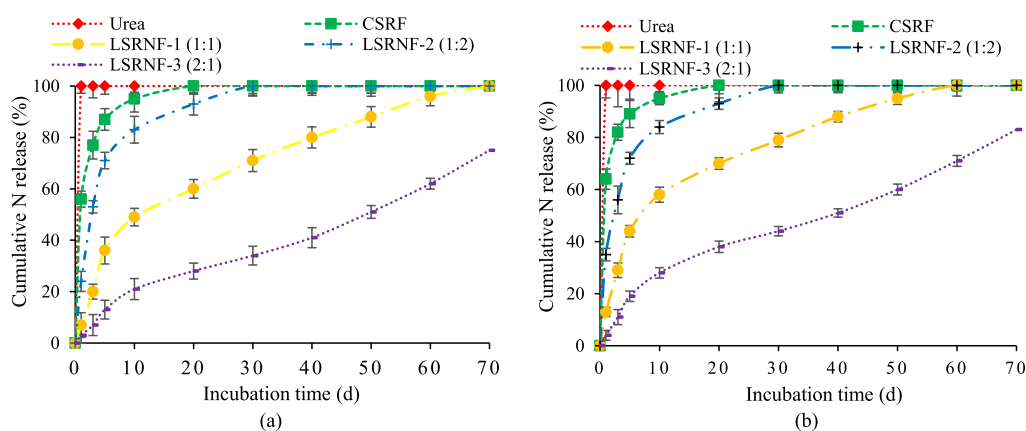 Urea
CSRF
LSRNF-1 (1:1)
LSRNF-2 (1:2)
LSRNF-3 (2:1)
100
80
60
40
20
0
Cumulative N release (%)
0 10 20 30 40 50 60 70
Incubation time (d)
(a)
Urea
CSRF
LSRNF-1 (1:1)
LSRNF-2 (1:2)
LSRNF-3 (2:1)
100
80
60
40
20
0
Cumulative N release (%)
0 10 20 30 40 50 60 70
Incubation time (d)
(b)